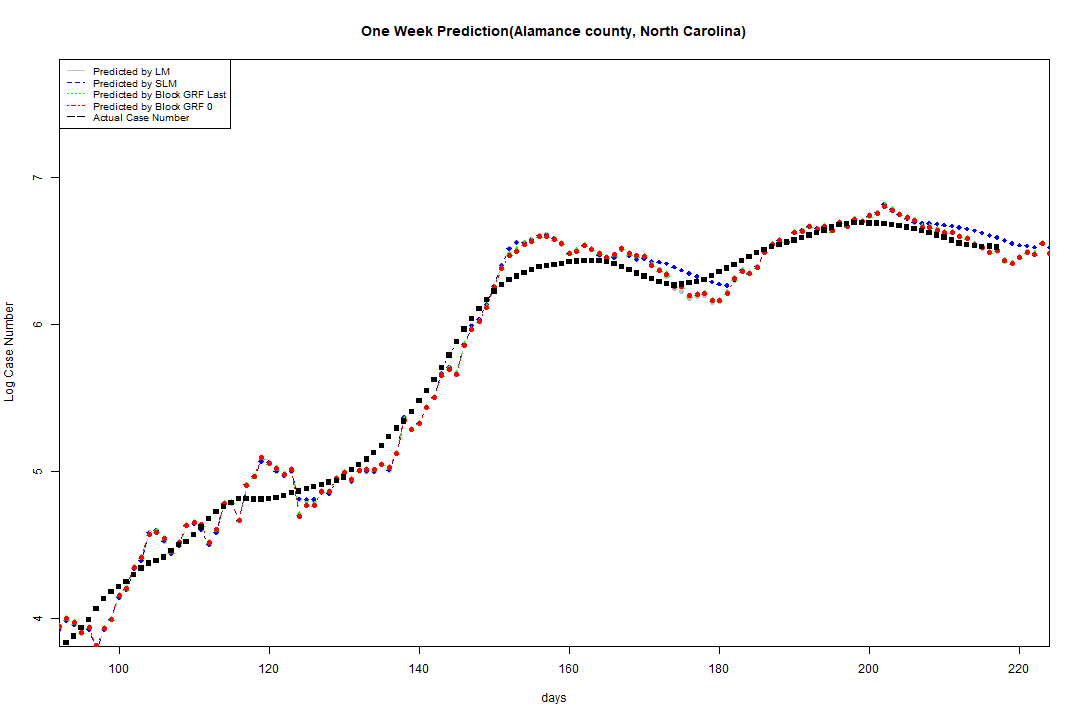 One Week Prediction(Alamance county, North Carolina)
Predicted by LM
Predicted by SLM
Predicted by Block GRF Last
Predicted by Block GRF 0
Actual Case Number
7
6
5
4
Log Case Number
100 120 140 160 180 200 220
days